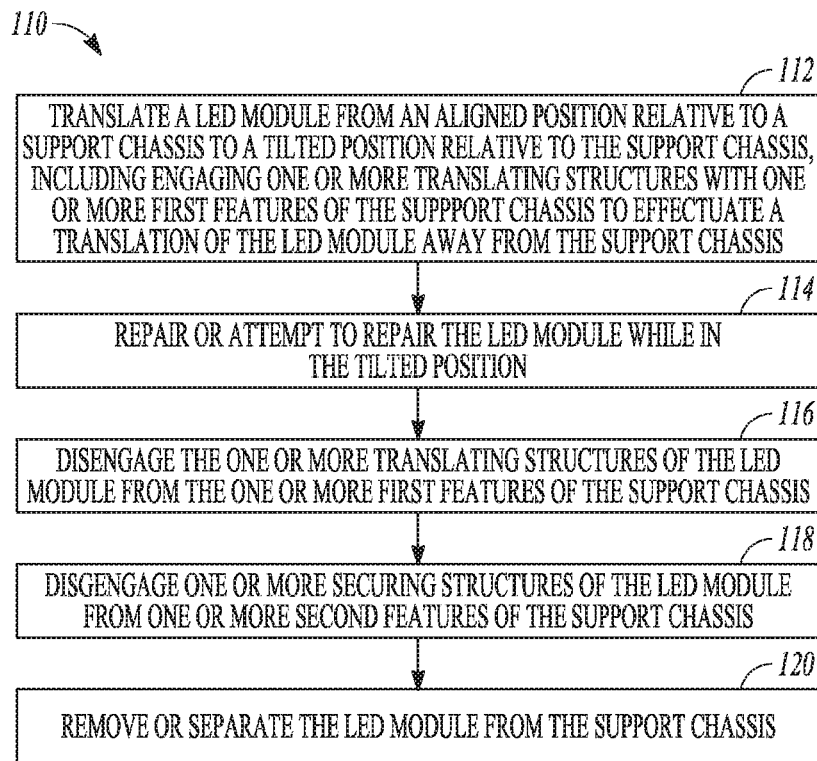 110
112
TRANSLATE A LED MODULE FROM AN ALIGNED POSITION RELATIVE TO A
SUPPORT CHASSIS TO A TILTED POSITION RELATIVE TO THE SUPPORT CHASSIS,
INCLUDING ENGAGING ONE OR MORE TRANSLATING STRUCTURES WITH ONE
OR MORE FIRST FEATURES OF THE SUPPPORT CHASSIS TO EFFECTUATE A
TRANSLATION OF THE LED MODULE AWAY FROM THE SUPPORT CHASSIS
114
REPAIR OR ATTEMPT TO REPAIR THE LED MODULE WHILE IN
THE TILTED POSITION
116
DISENGAGE THE ONE OR MORE TRANSLATING STRUCTURES OF THE LED
MODULE FROM THE ONE OR MORE FIRST FEATURES OF THE SUPPORT CHASSIS
118
DISGENGAGE ONE OR MORE SECURING STRUCTURES OF THE LED MODULE
FROM ONE OR MORE SECOND FEATURES OF THE SUPPORT CHASSIS
120
REMOVE OR SEPARATE THE LED MODULE FROM THE SUPPORT CHASSIS